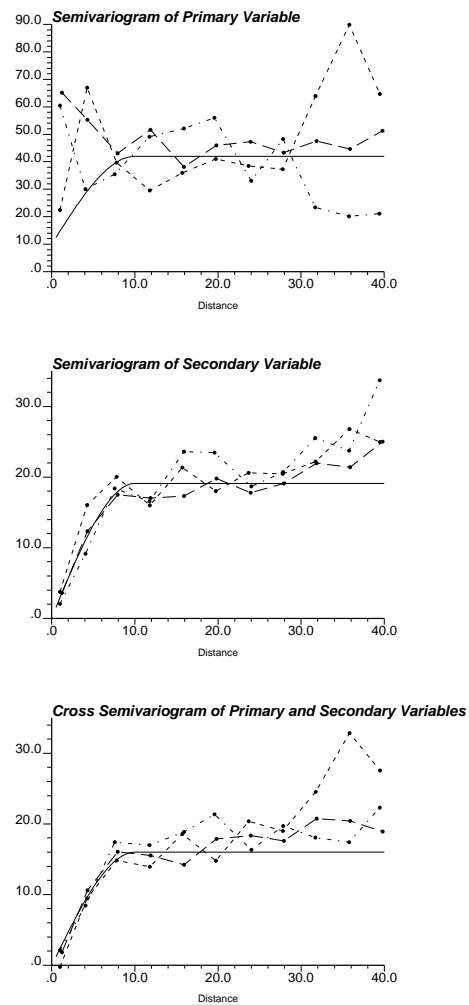 Semivariogram of Primary Variable
90.0
80.0
70.0
60.0
50.0
40.0
30.0
20.0
10.0
.0
.0 10.0 20.0 30.0 40.0
Distance
Semivariogram of Secondary Variable
30.0
20.0
10.0
.0
.0 10.0 20.0 30.0 40.0
Distance
Cross Semivariogram of Primary and Secondary Variables
30.0
20.0
10.0
.0
.0 10.0 20.0 30.0 40.0
Distance